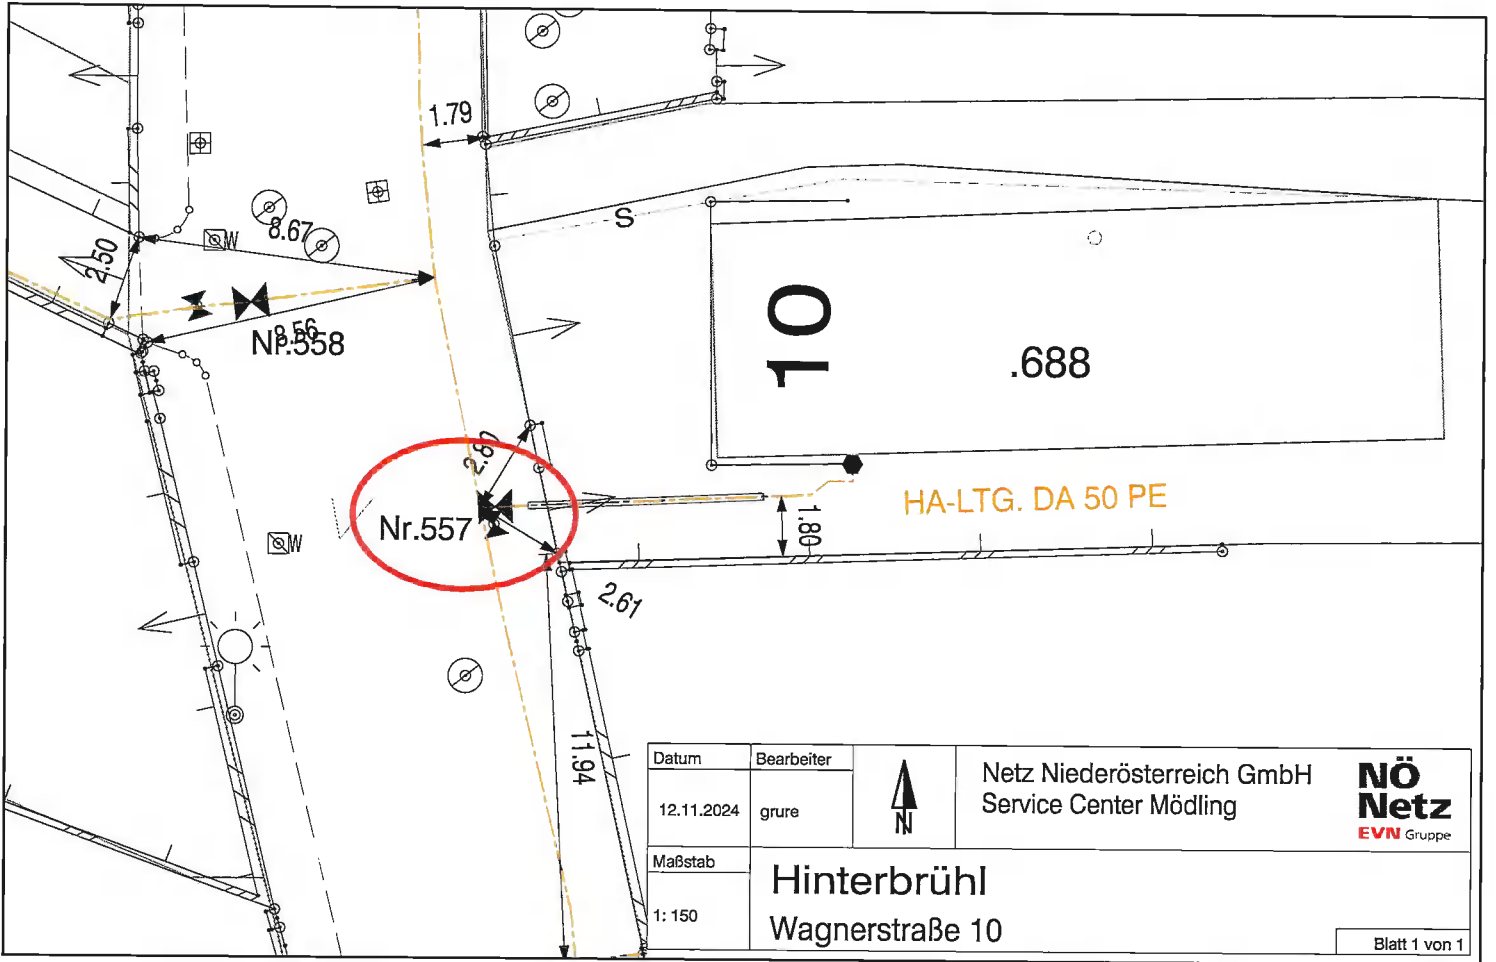 1.79
8.67
W
2.50
S
8.56
Nr.558
10
.688
2.80
Nr.557
W
HA-LTG. DA 50 PE
1.80
2.61
11.94
Datum
Bearbeiter
12.11.2024
grure
N
Netz Niederösterreich GmbH
Service Center Mödling
NÖ
Netz
EVN Gruppe
Maßstab
1: 150
Hinterbrühl
Wagnerstraße 10
Blatt 1 von 1